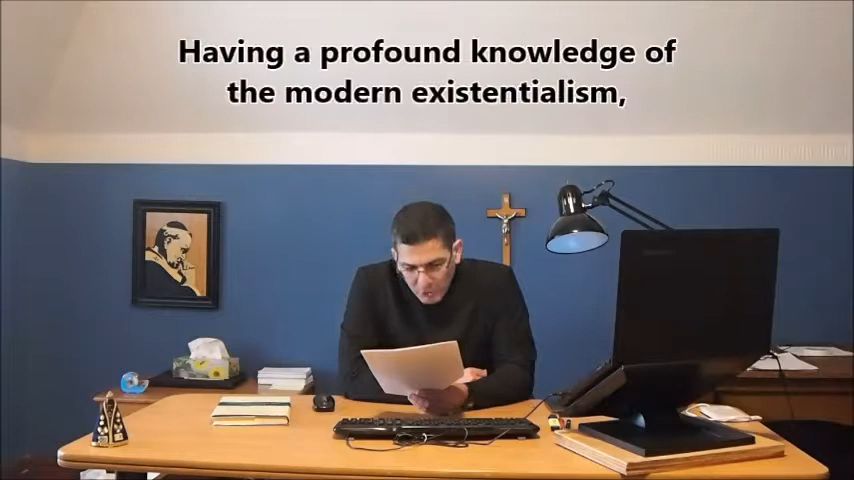 Having a profound knowledge of
the modern existentialism,